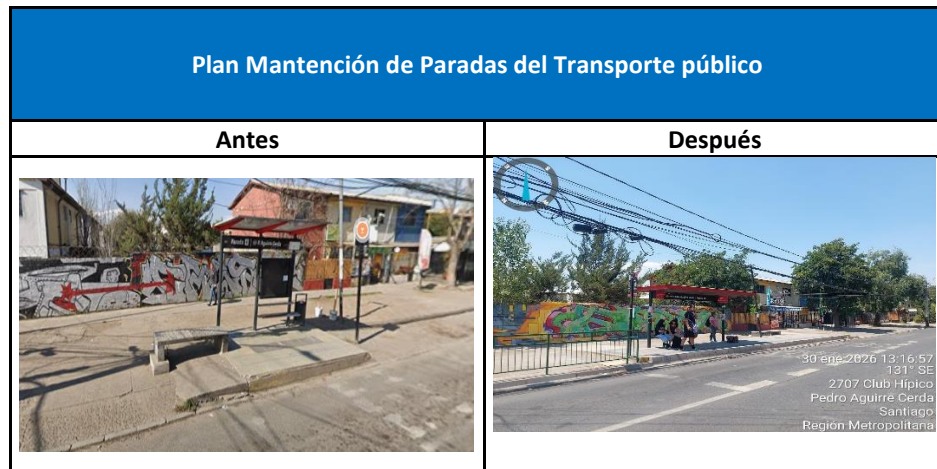 Plan Mantención de Paradas del Transporte público
Antes
Después
30 ene 2026 13:16:57
131° SE
2707 Club Hípico
Pedro Aguirre Cerda
Santiago
Región Metropolitana